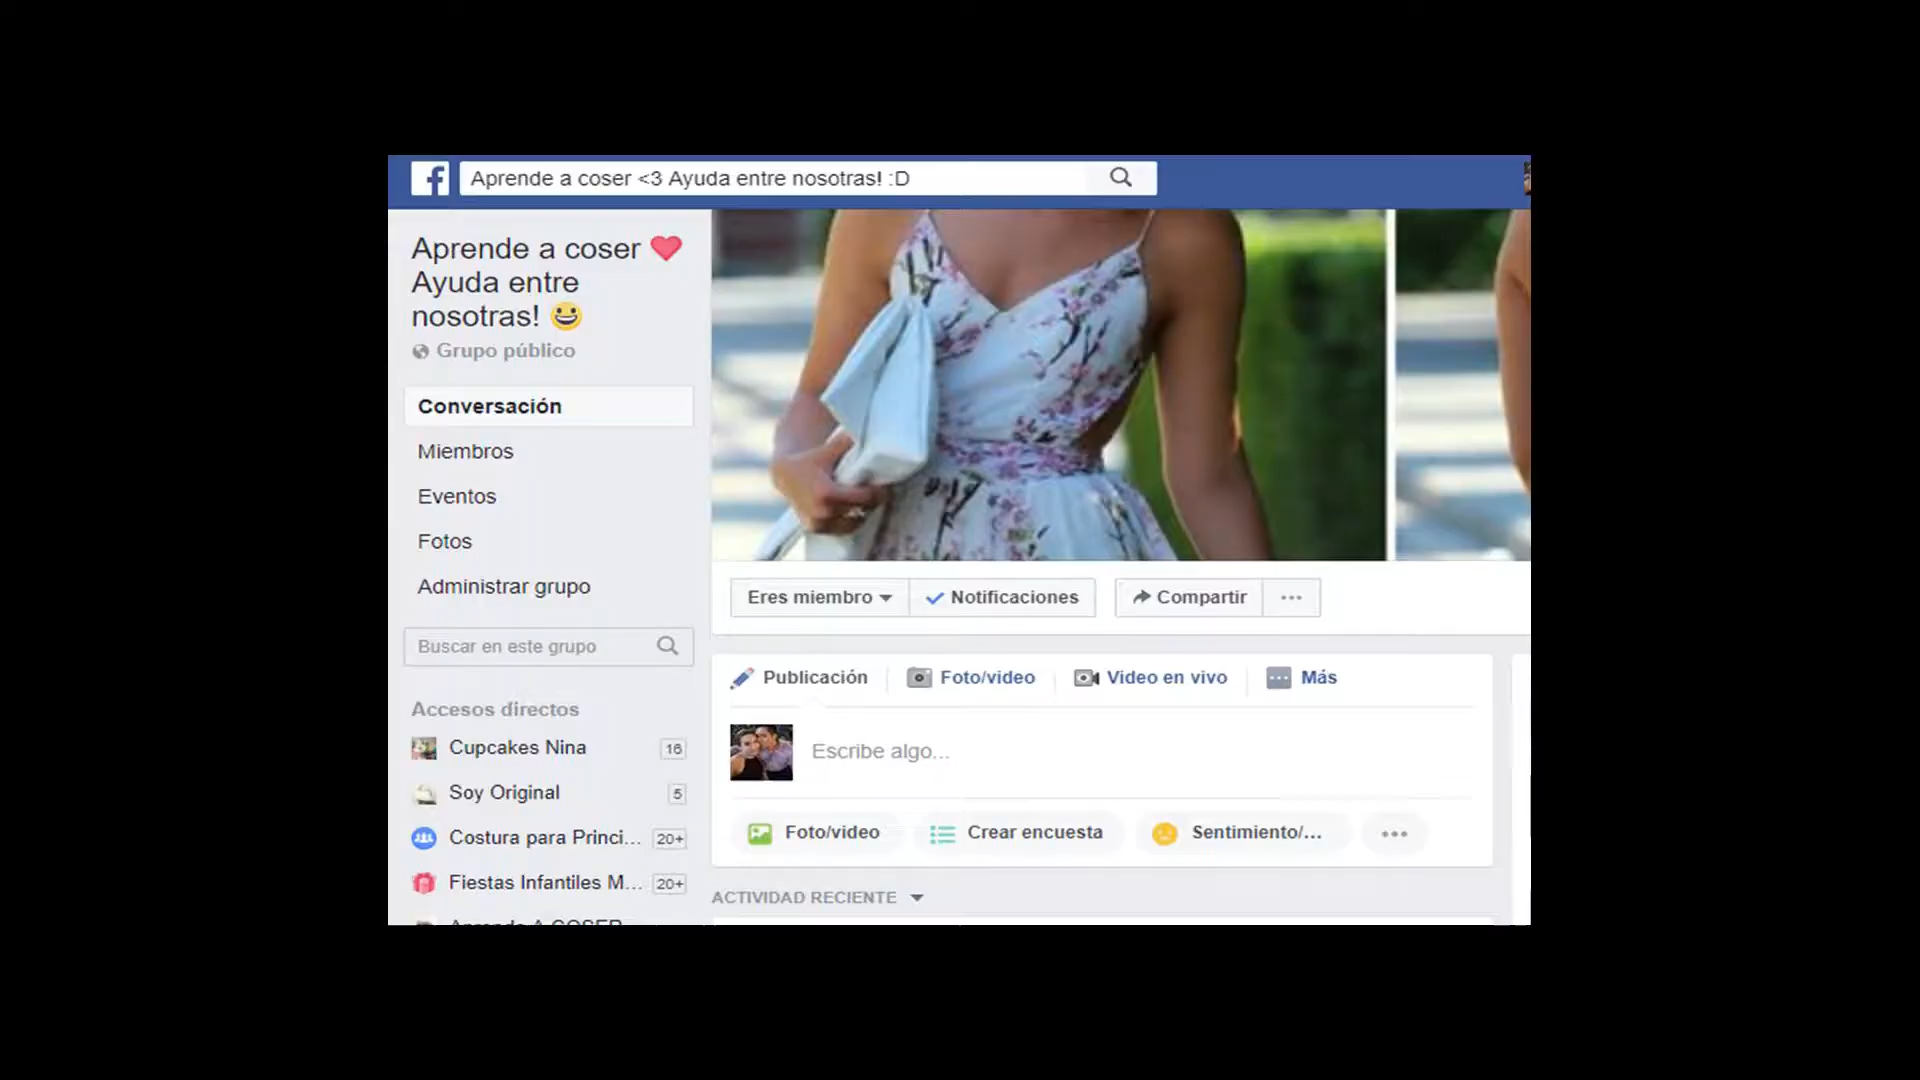 Aprende a coser <3 Ayuda entre nosotras! :D
Aprende a coser ❤️
Ayuda entre
nosotras! 😀
Grupo público
Conversación
Miembros
Eventos
Fotos
Administrar grupo
Buscar en este grupo
Accesos directos
Cupcakes Nina 16
Soy Original 5
Costura para Princi... 20+
Fiestas Infantiles M... 20+
Aprende A COSER
Eres miembro
Notificaciones
Compartir
Publicación
Foto/video
Video en vivo
Más
Escribe algo...
Foto/video
Crear encuesta
Sentimiento/...
ACTIVIDAD RECIENTE